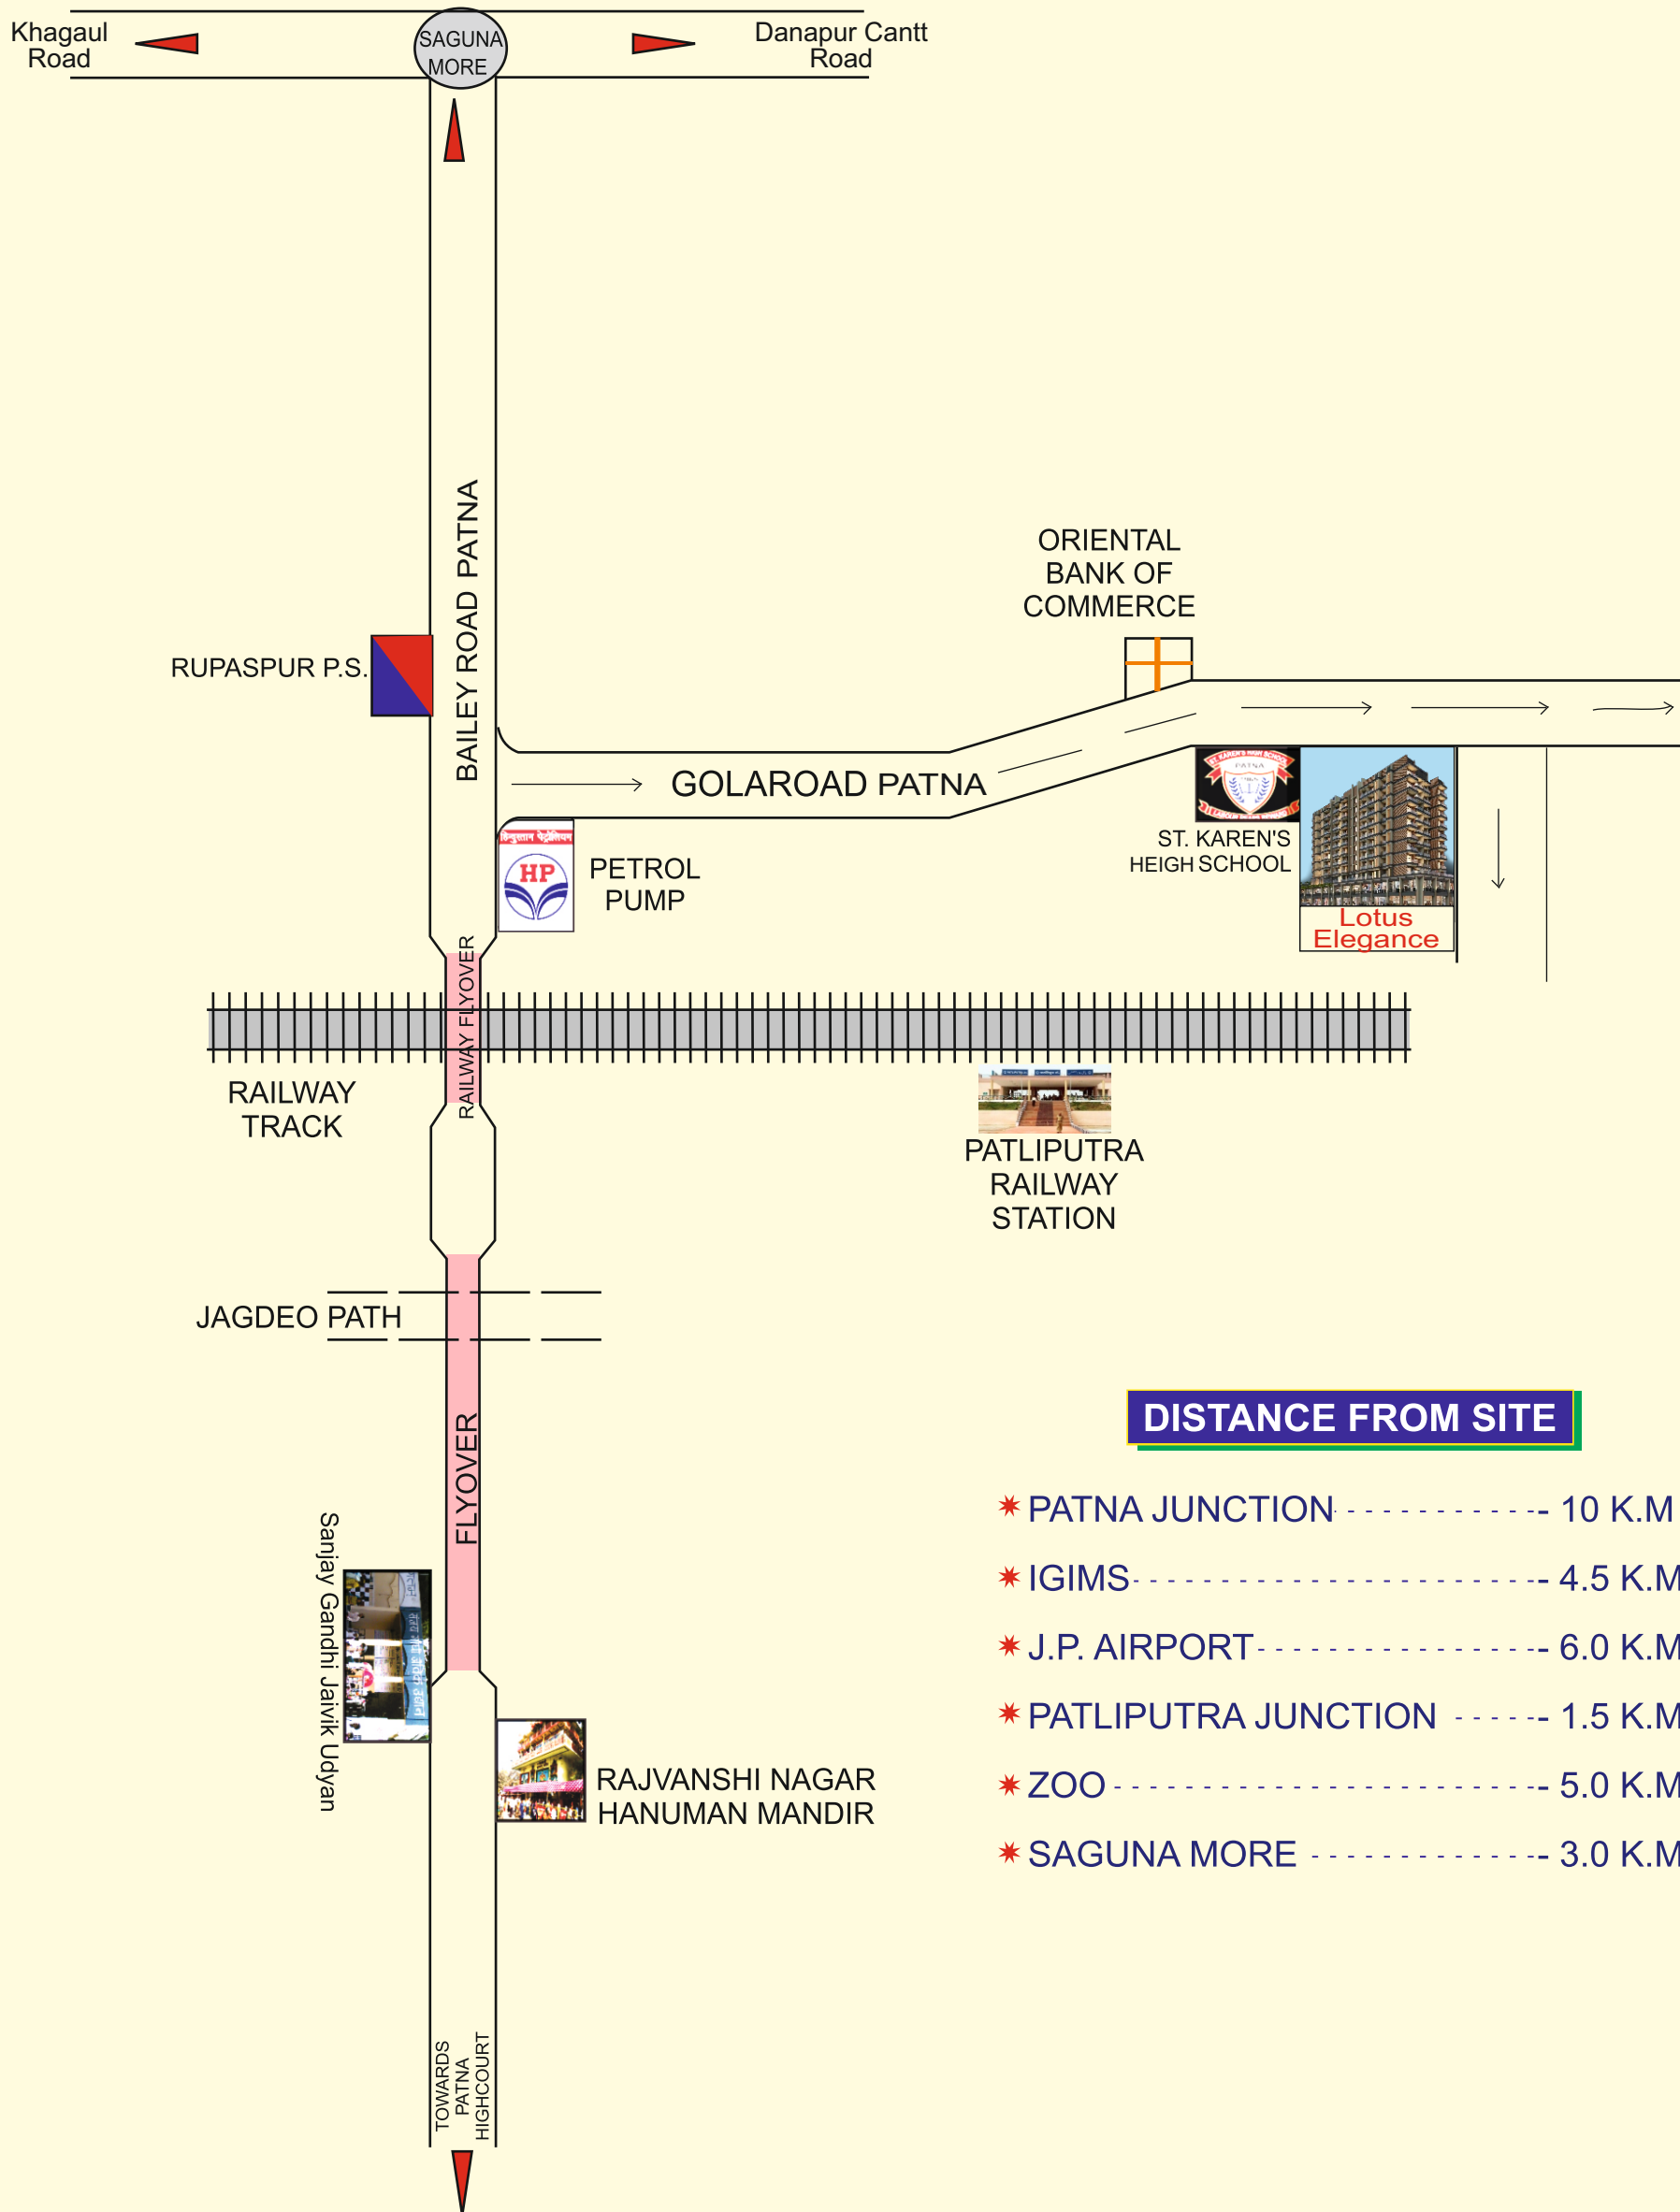 Khagaul
Road
SAGUNA
MORE
Danapur Cantt
Road
BAILEY ROAD PATNA
ORIENTAL
BANK OF
COMMERCE
RUPASPUR P.S.
GOLAROAD PATNA
PATNA
हिन्दुस्तान पेट्रोलियम
HP
PETROL
PUMP
ST. KAREN'S
HEIGH SCHOOL
Lotus
Elegance
RAILWAY FLYOVER
RAILWAY
TRACK
PATLIPUTRA
RAILWAY
STATION
JAGDEO PATH
FLYOVER
DISTANCE FROM SITE
PATNA JUNCTION - - - - - - - - - - - - - 10 K.M
IGIMS - - - - - - - - - - - - - - - - - - - - - - - 4.5 K.M
J.P. AIRPORT - - - - - - - - - - - - - - - - - 6.0 K.M
PATLIPUTRA JUNCTION - - - - - - 1.5 K.M
ZOO - - - - - - - - - - - - - - - - - - - - - - - - 5.0 K.M
SAGUNA MORE - - - - - - - - - - - - - - 3.0 K.M
Sanjay Gandhi Jaivik Udyan
RAJVANSHI NAGAR
HANUMAN MANDIR
TOWARDS
PATNA
HIGHCOURT